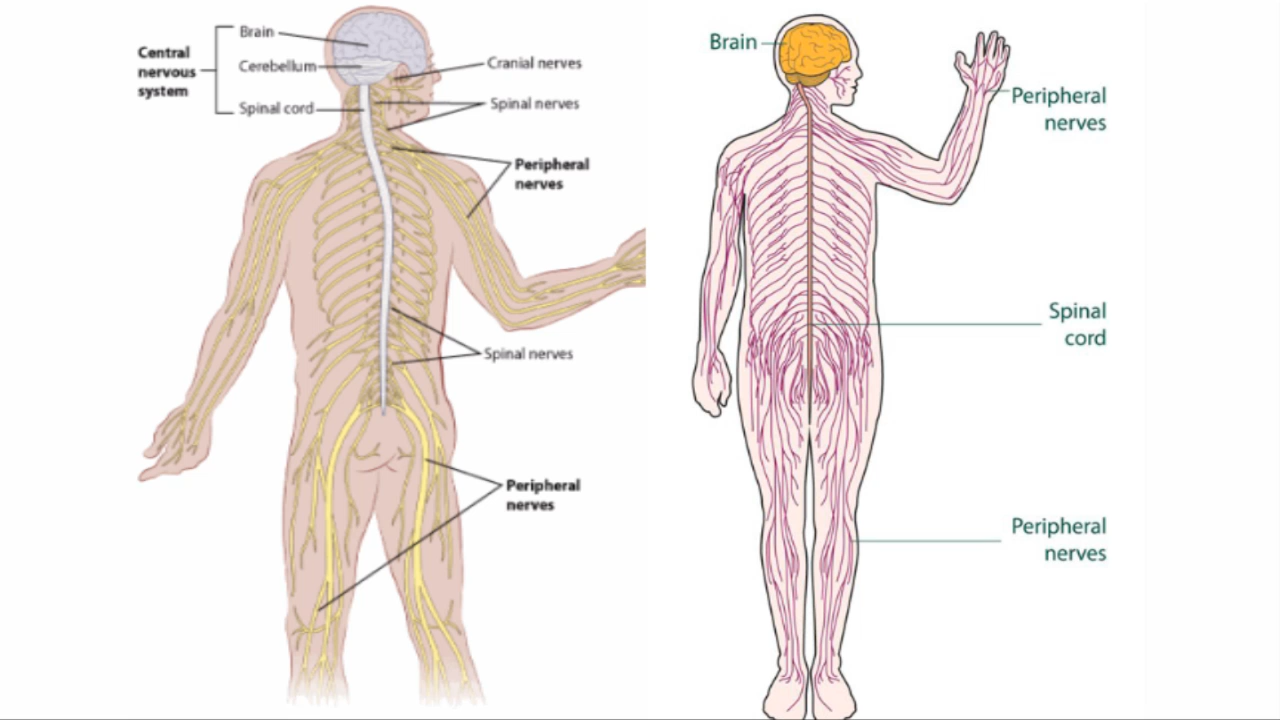 Brain
Central
nervous
system
Cerebellum
Spinal cord
Cranial nerves
Spinal nerves
Peripheral
nerves
Spinal nerves
Peripheral
nerves
Brain
Peripheral
nerves
Spinal
cord
Peripheral
nerves